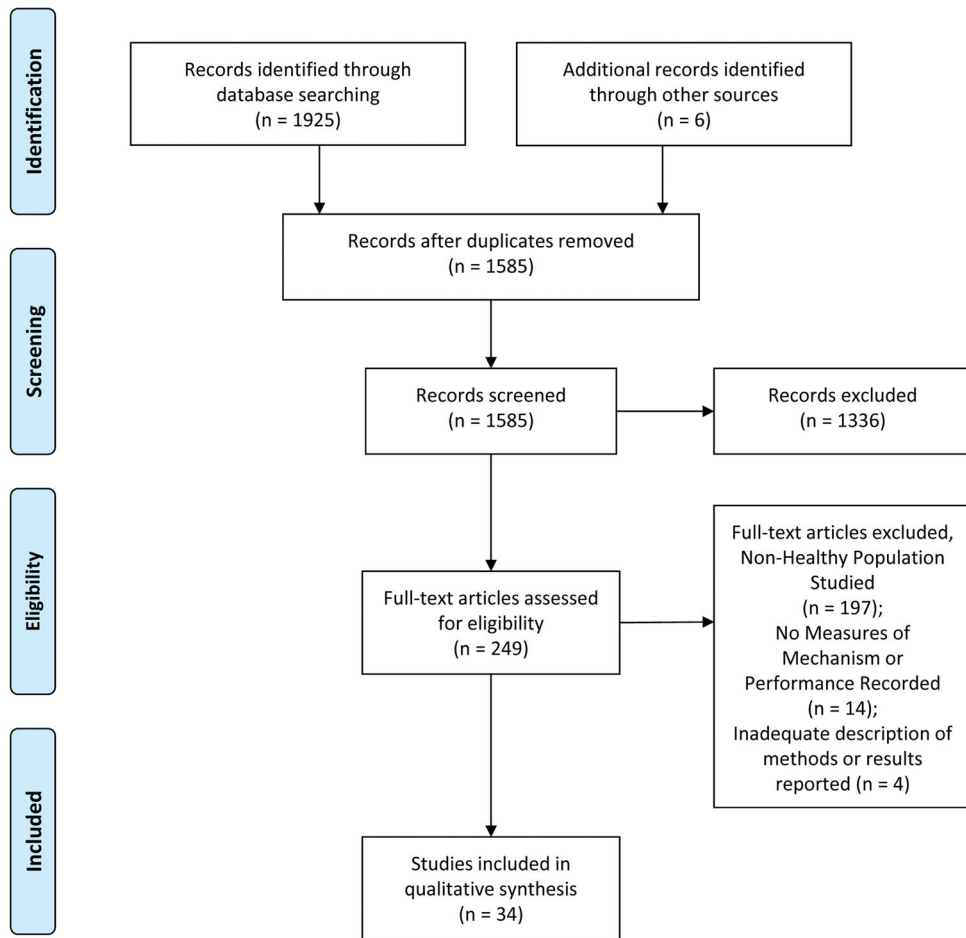 Identification
Records identified through
database searching
(n = 1925)
Additional records identified
through other sources
(n = 6)
Records after duplicates removed
(n = 1585)
Screening
Records screened
(n = 1585)
Records excluded
(n = 1336)
Eligibility
Full-text articles assessed
for eligibility
(n = 249)
Full-text articles excluded,
Non-Healthy Population
Studied
(n = 197);
No Measures of
Mechanism or
Performance Recorded
(n = 14);
Inadequate description of
methods or results
reported (n = 4)
Included
Studies included in
qualitative synthesis
(n = 34)